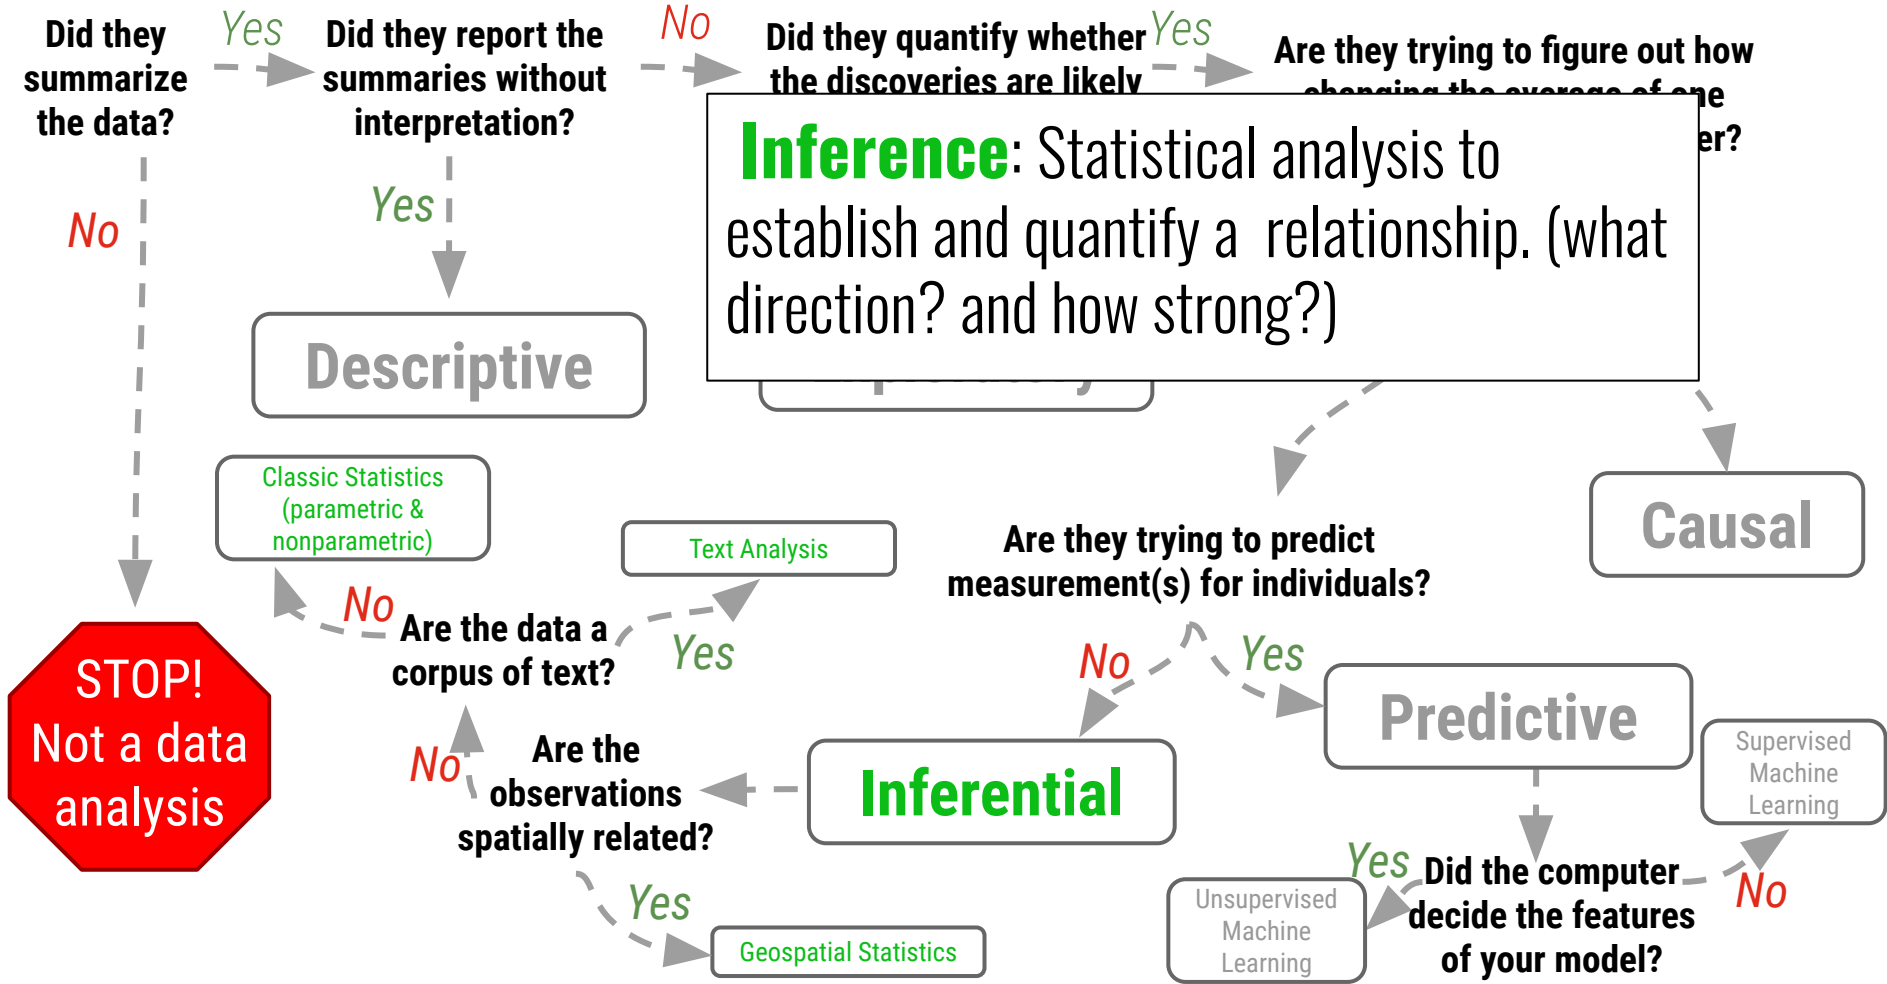 Did they
summarize
the data?
Yes
Did they report the
summaries without
interpretation?
No
Did they quantify whether
the discoveries are likely
Yes
Are they trying to figure out how
changing the average of one
er?
Inference: Statistical analysis to
establish and quantify a relationship. (what
direction? and how strong?)
No
Yes
Descriptive
Causal
Classic Statistics
(parametric &
nonparametric)
Text Analysis
Are they trying to predict
measurement(s) for individuals?
No
Are the data a
corpus of text?
Yes
No
Yes
STOP!
Not a data
analysis
Predictive
No
Are the
observations
spatially related?
Inferential
Supervised
Machine
Learning
Yes
Geospatial Statistics
Yes
Did the computer
decide the features
of your model?
No
Unsupervised
Machine
Learning